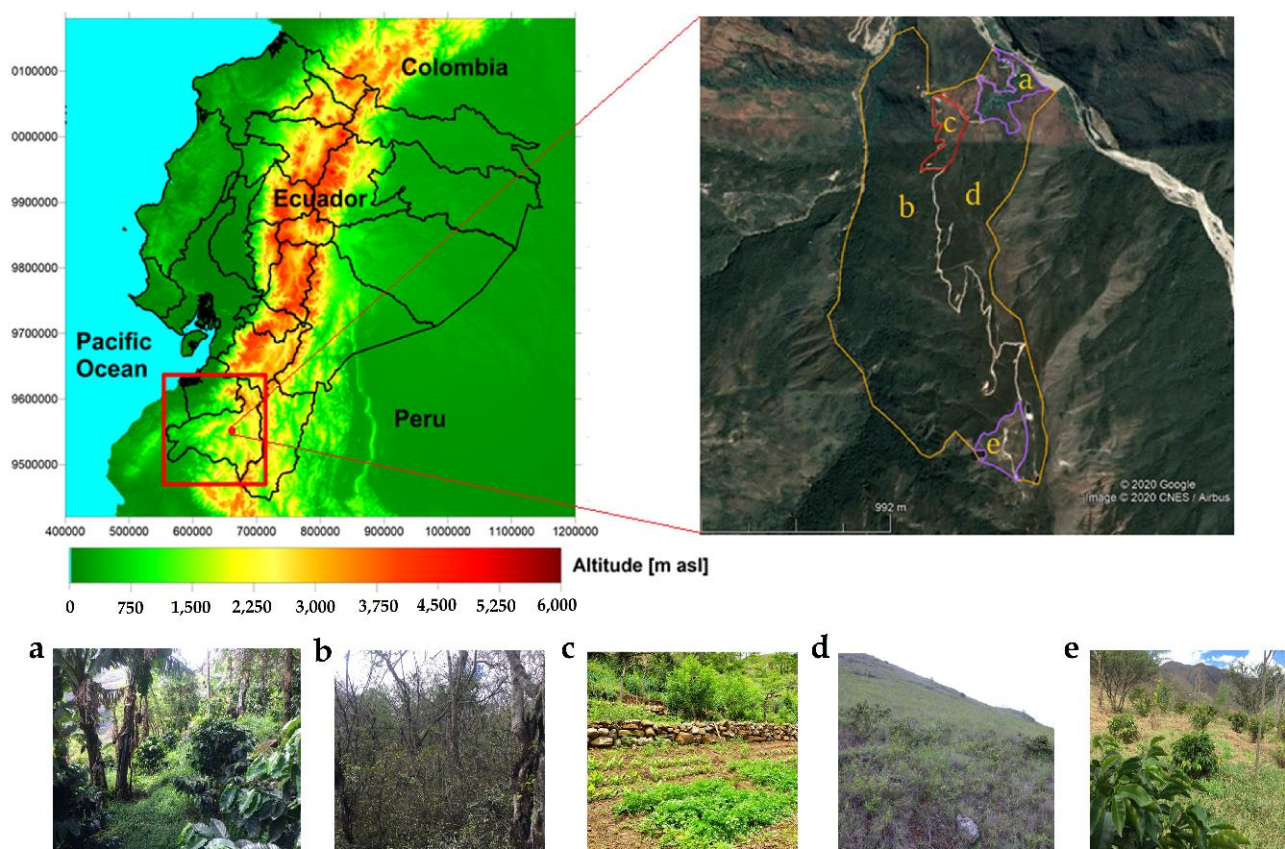 Colombia
Ecuador
Pacific
Ocean
Peru
0100000
0000000
9900000
9800000
9700000
9600000
9500000
400000 500000 600000 700000 800000 900000 1000000 1100000 1200000
Altitude [m asl]
0 750 1,500 2,250 3,000 3,750 4,500 5,250 6,000
a
c
b
d
e
992 m
© 2020 Google
Image © 2020 CNES / Airbus
a b c d e